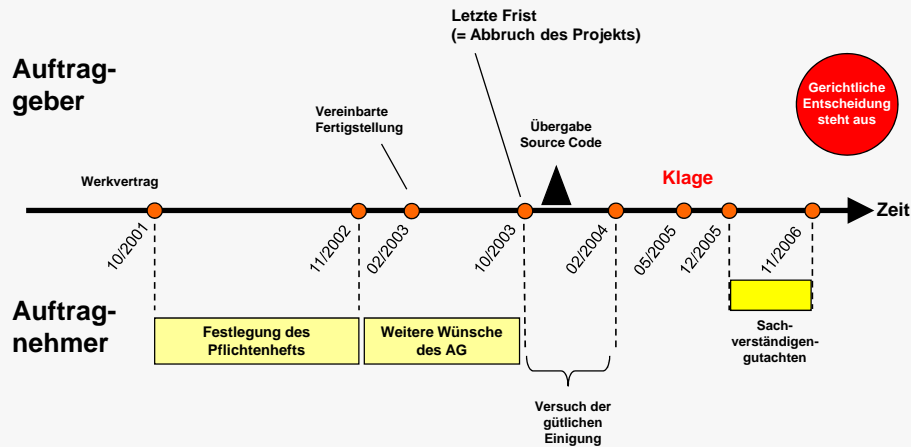 Letzte Frist
(= Abbruch des Projekts)
Auftrag-
geber
Gerichtliche
Entscheidung
steht aus
Vereinbarte
Fertigstellung
Übergabe
Source Code
Werkvertrag
Klage
Zeit
10/2001
11/2002
02/2003
10/2003
02/2004
05/2005
12/2005
11/2006
Auftrag-
nehmer
Festlegung des
Pflichtenhefts
Weitere Wünsche
des AG
Sach-
verständigen-
gutachten
Versuch der
gütlichen
Einigung